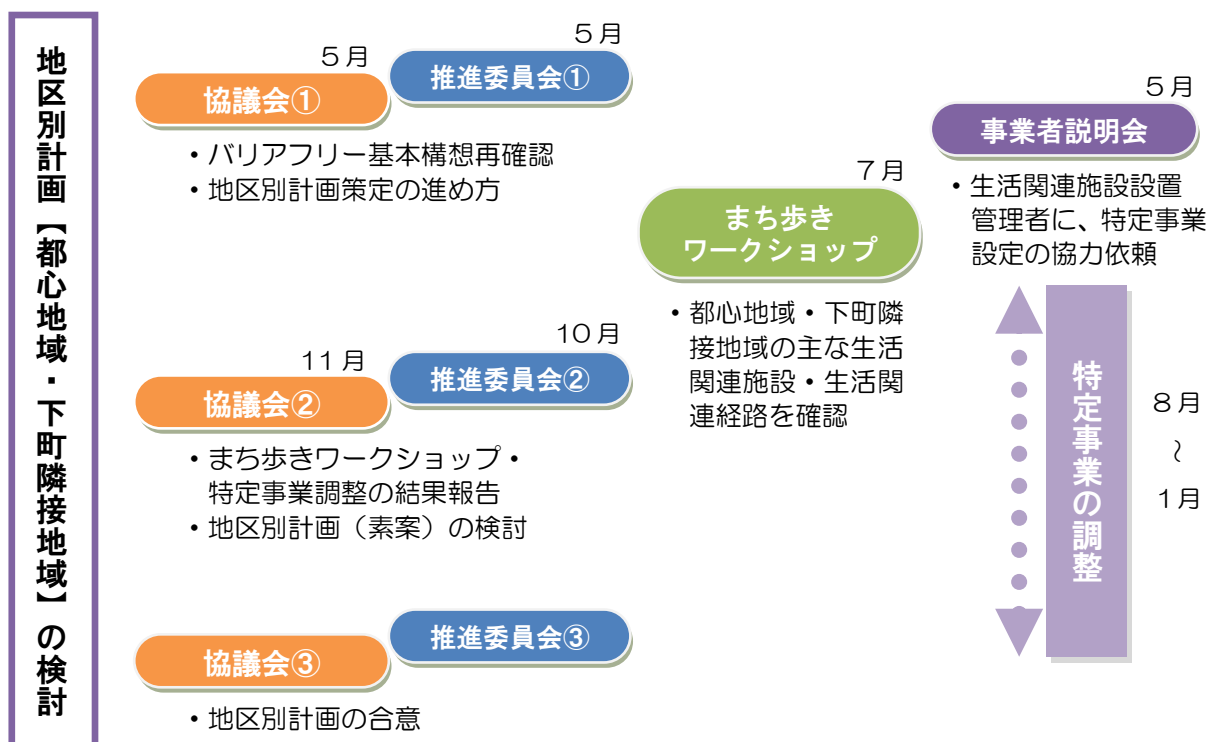 地区別計画【都心地域・下町隣接地域】の検討
5月
協議会①
5月
推進委員会①
・バリアフリー基本構想再確認
・地区別計画策定の進め方
7月
まち歩き
ワークショップ
・都心地域・下町隣
接地域の主な生活
関連施設・生活関
連経路を確認
5月
事業者説明会
・生活関連施設設置
管理者に、特定事業
設定の協力依頼
特定事業の調整
8月
~
1月
11月
協議会②
10月
推進委員会②
・まち歩きワークショップ・
特定事業調整の結果報告
・地区別計画（素案）の検討
協議会③
推進委員会③
・地区別計画の合意